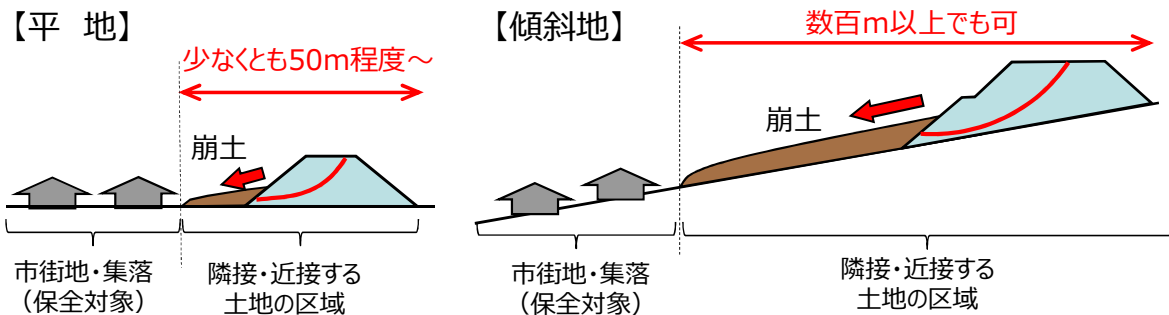 【平　地】
少なくとも50m程度～
崩土
市街地・集落
（保全対象）
隣接・近接する
土地の区域
【傾斜地】
数百m以上でも可
崩土
市街地・集落
（保全対象）
隣接・近接する
土地の区域